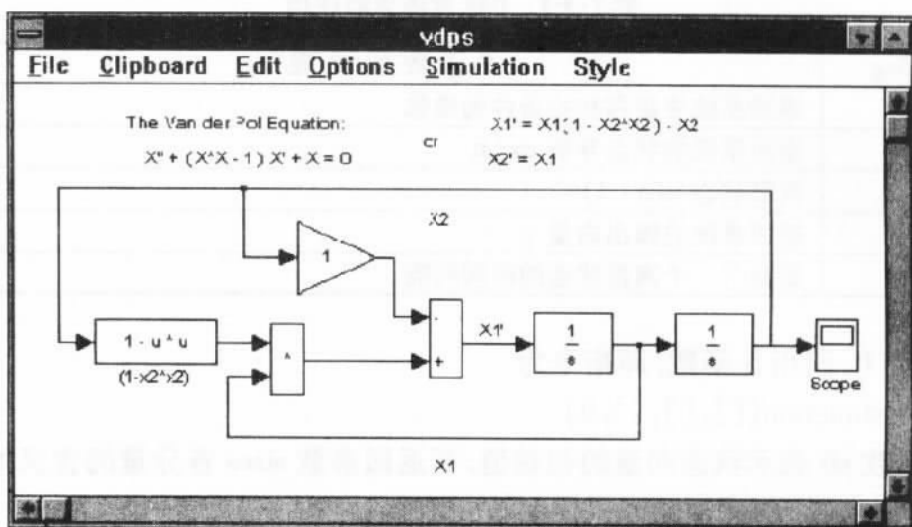 vdps
File Clipboard Edit Options Simulation Style
The Van der Pol Equation:
X'' + (X*X - 1) X' + X = 0
or
X1' = X1(1 - X2*X2) - X2
X2' = X1
X2
1
1 - u * u
(1-x2*x2)
*
-
+
X1'
1
s
1
s
Scope
X1